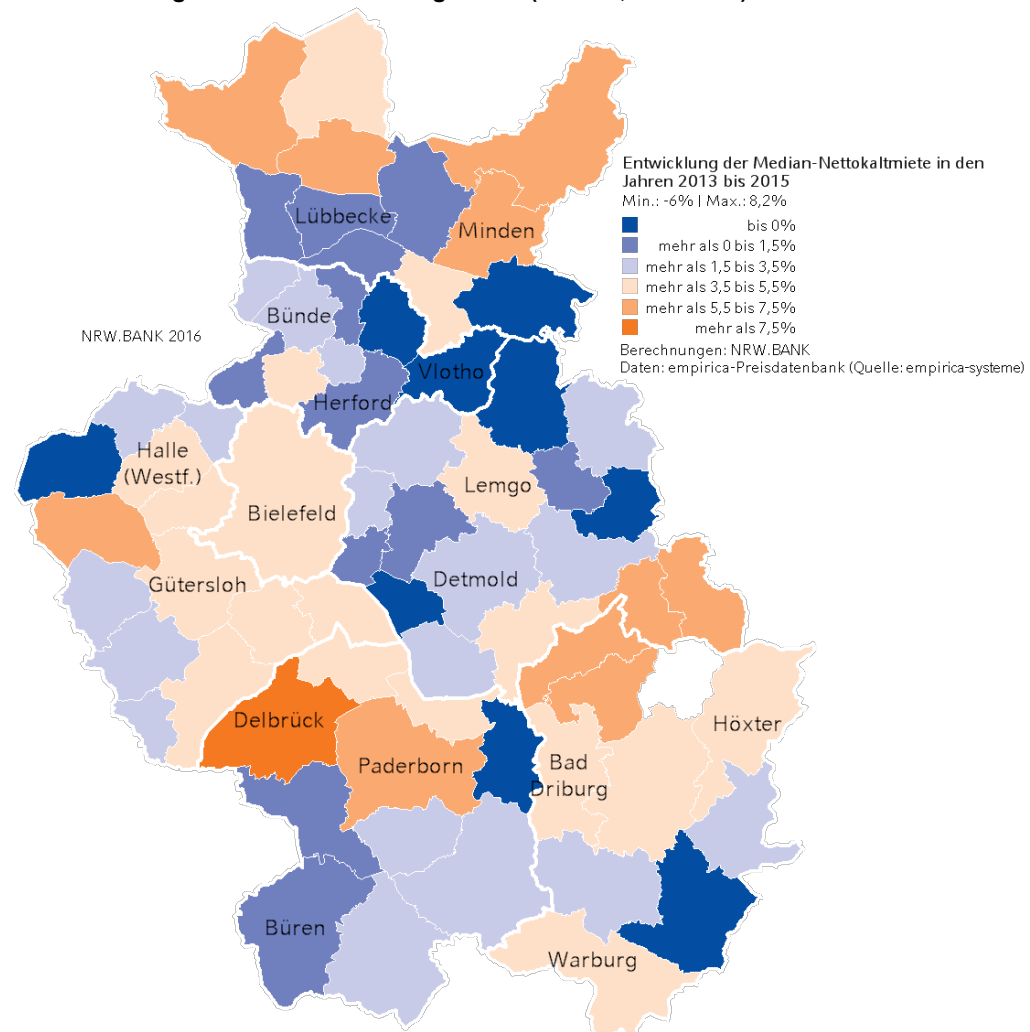 Entwicklung der Median-Nettokaltmiete in den
Jahren 2013 bis 2015
Min.: -6% | Max.: 8,2%
bis 0%
mehr als 0 bis 1,5%
mehr als 1,5 bis 3,5%
mehr als 3,5 bis 5,5%
mehr als 5,5 bis 7,5%
mehr als 7,5%
Berechnungen: NRW.BANK
Daten: empirica-Preisdatenbank (Quelle: empirica-systeme)
NRW.BANK 2016
Lübbecke
Minden
Bünde
Vlotho
Herford
Halle
(Westf.)
Lemgo
Bielefeld
Gütersloh
Detmold
Delbrück
Höxter
Paderborn
Bad
Driburg
Büren
Warburg